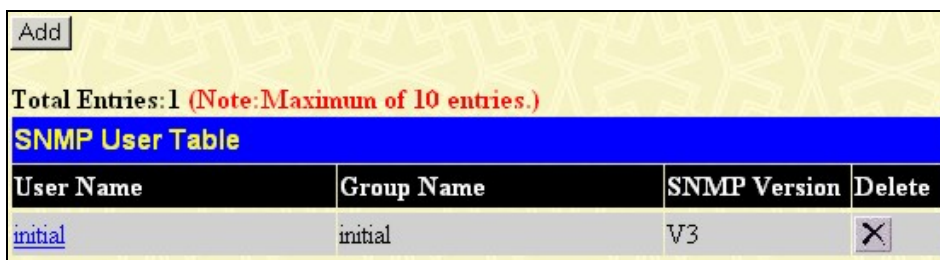 Add
Total Entries:1 (Note:Maximum of 10 entries.)
SNMP User Table
User Name Group Name SNMP Version Delete
initial initial V3